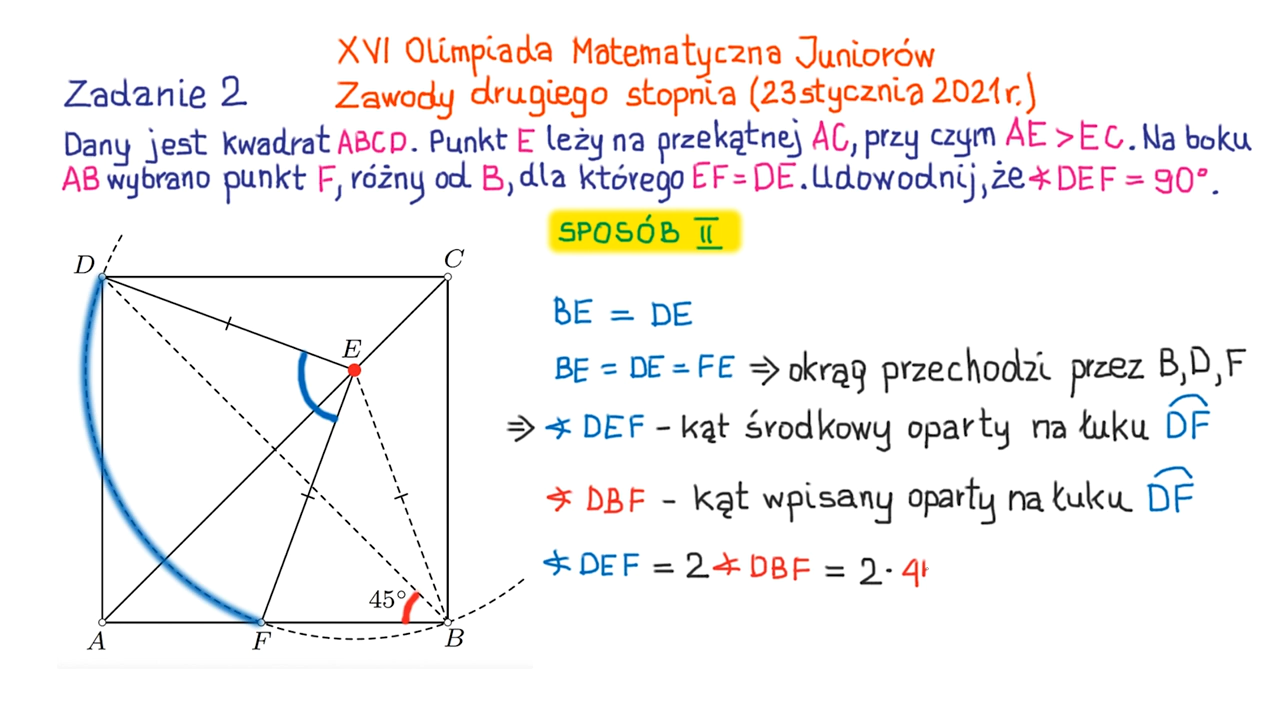 XVI Olimpiada Matematyczna Juniorów
Zadanie 2 Zawody drugiego stopnia (23 stycznia 2021 r.)
Dany jest kwadrat ABCD. Punkt E leży na przekątnej AC, przy czym AE > EC. Na boku
AB wybrano punkt F, różny od B, dla którego EF = DE. Udowodnij, że ∢DEF = 90°.
SPOSÓB II
D
C
E
BE = DE
BE = DE = FE ⇒ okrąg przechodzi przez B, D, F
⇒ ∢ DEF - kąt środkowy oparty na łuku DF
∢ DBF - kąt wpisany oparty na łuku DF
∢ DEF = 2 ∢ DBF = 2 ·
45°
A
F
B